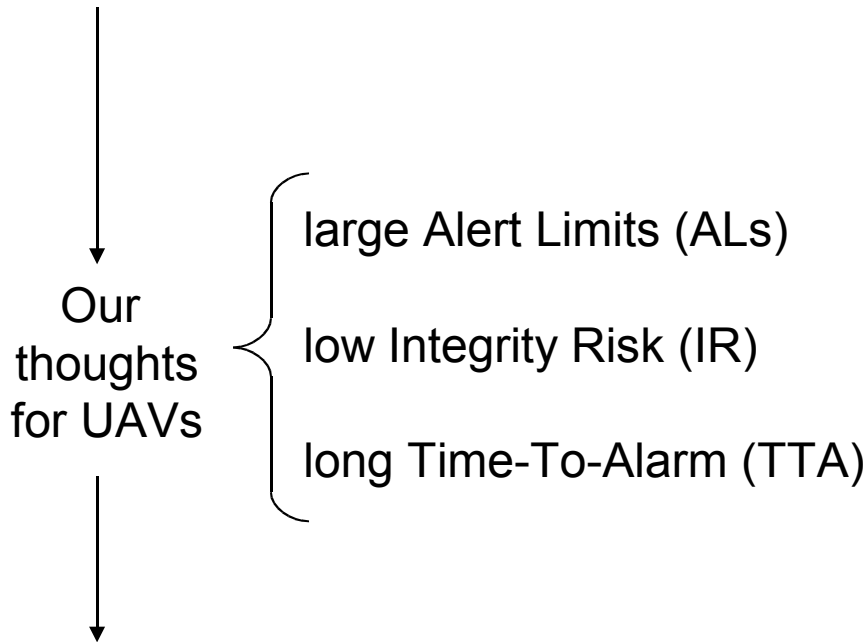 Our
thoughts
for UAVs
large Alert Limits (ALs)
low Integrity Risk (IR)
long Time-To-Alarm (TTA)